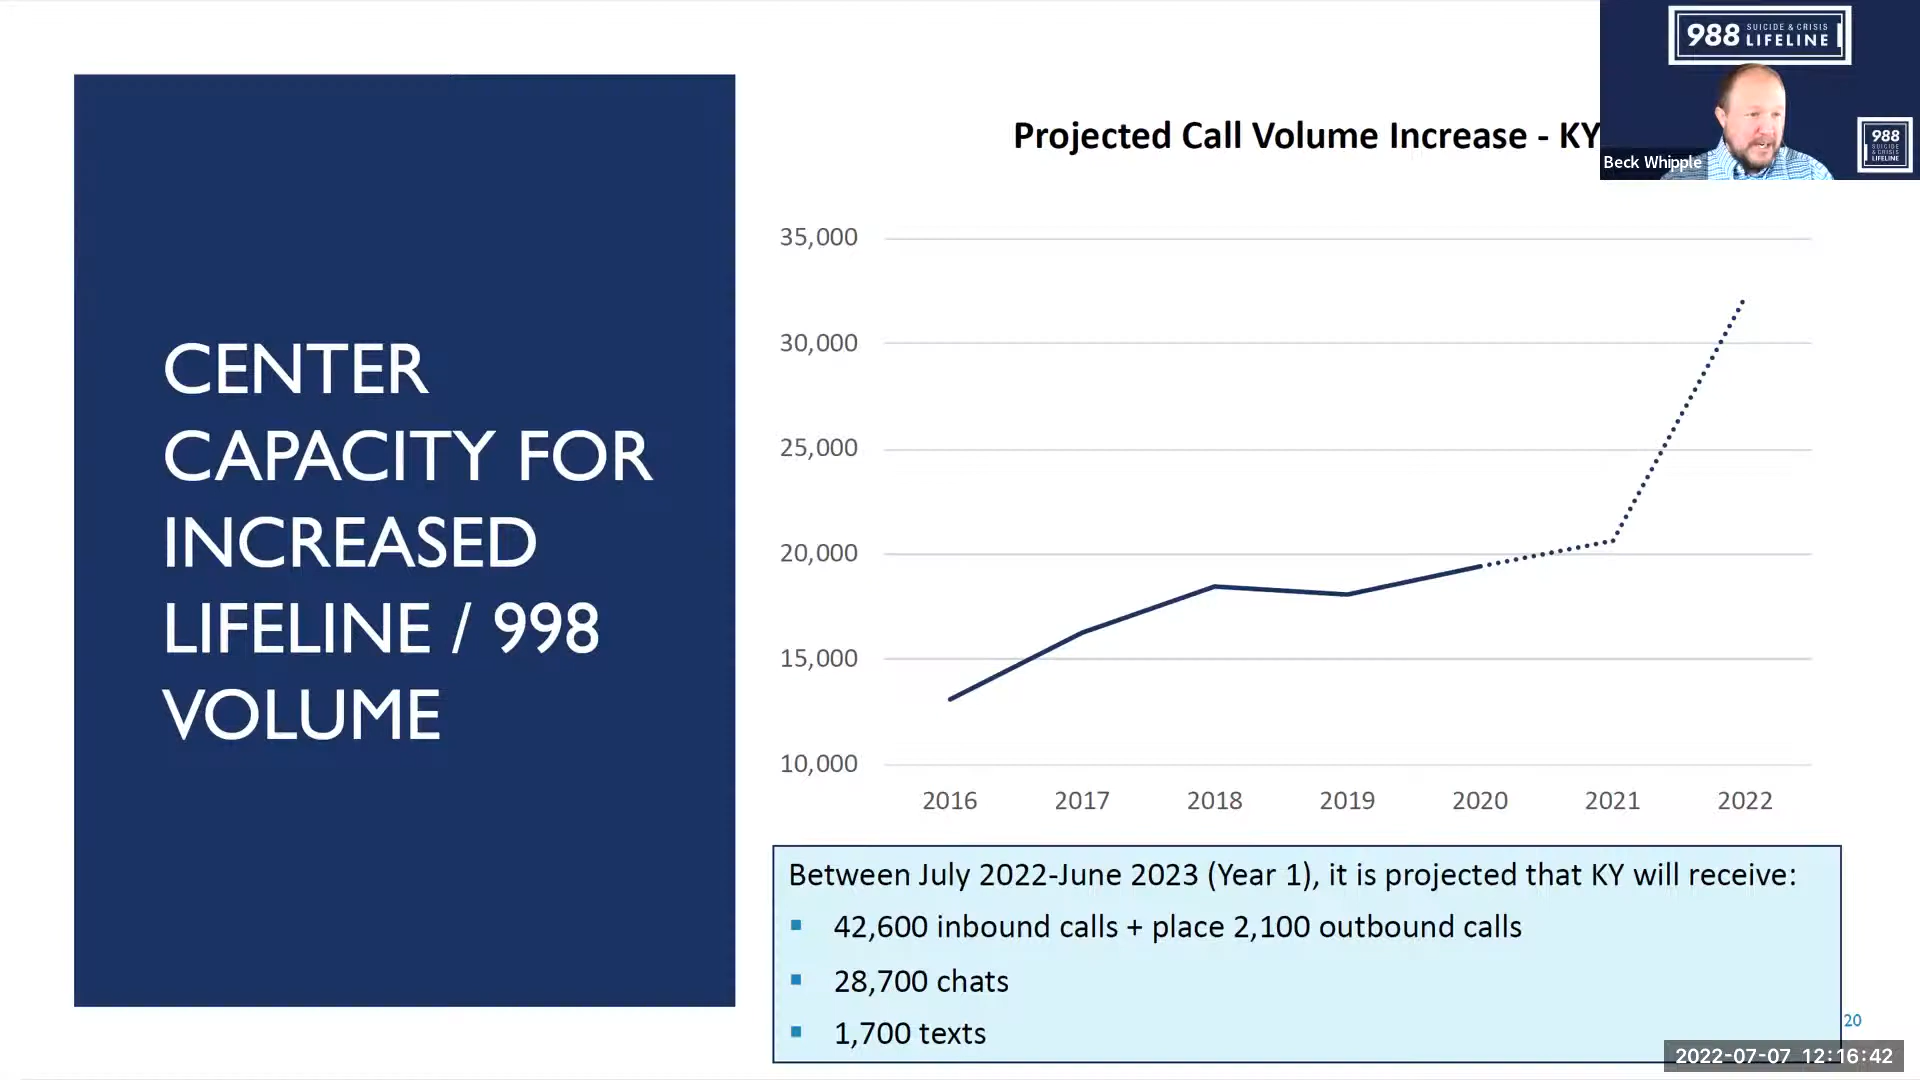 CENTER
CAPACITY FOR
INCREASED
LIFELINE / 998
VOLUME
Projected Call Volume Increase - KY
35,000
30,000
25,000
20,000
15,000
10,000
2016 2017 2018 2019 2020 2021 2022
Between July 2022-June 2023 (Year 1), it is projected that KY will receive:
42,600 inbound calls + place 2,100 outbound calls
28,700 chats
1,700 texts
20
988 SUICIDE & CRISIS
LIFELINE
Beck Whipple
988
SUICIDE
& CRISIS
LIFELINE
2022-07-07 12:16:42